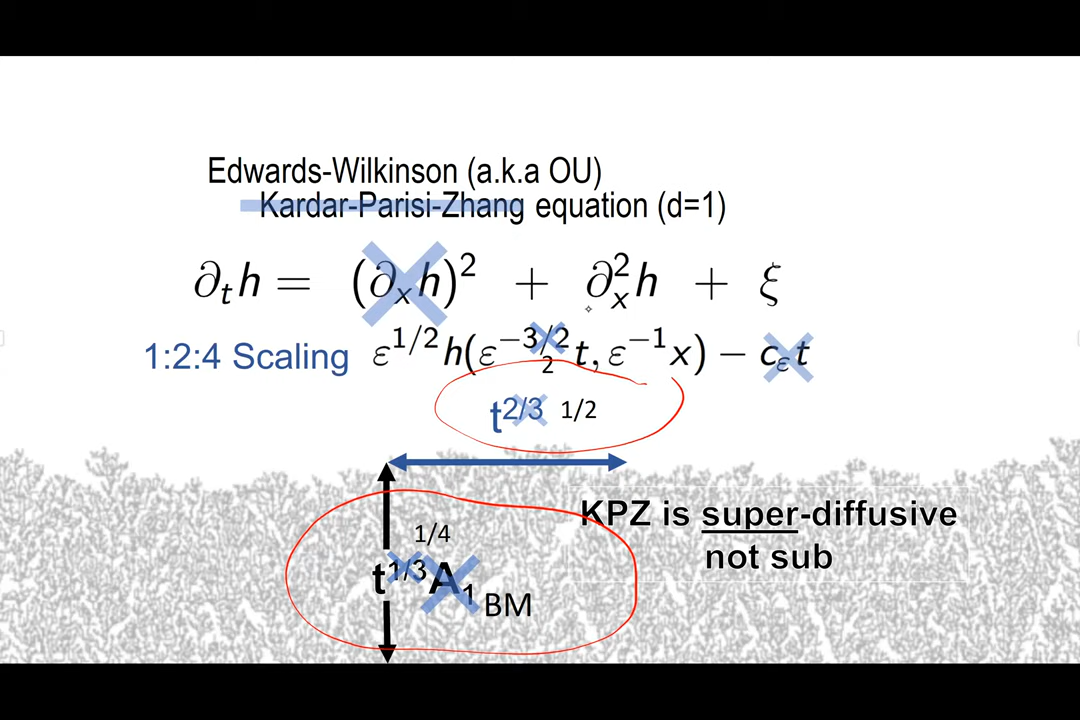 Edwards-Wilkinson (a.k.a OU)
Kardar-Parisi-Zhang equation (d=1)
∂ₜh = (∂ₓh)² + ∂ₓ²h + ξ
1:2:4 Scaling ε^{1/2}h(ε^{-3/2}t, ε^{-1}x) − c_ε t
2
t^{2/3} 1/2
KPZ is super-diffusive
not sub
1/4
t^{1/3}A₁ BM